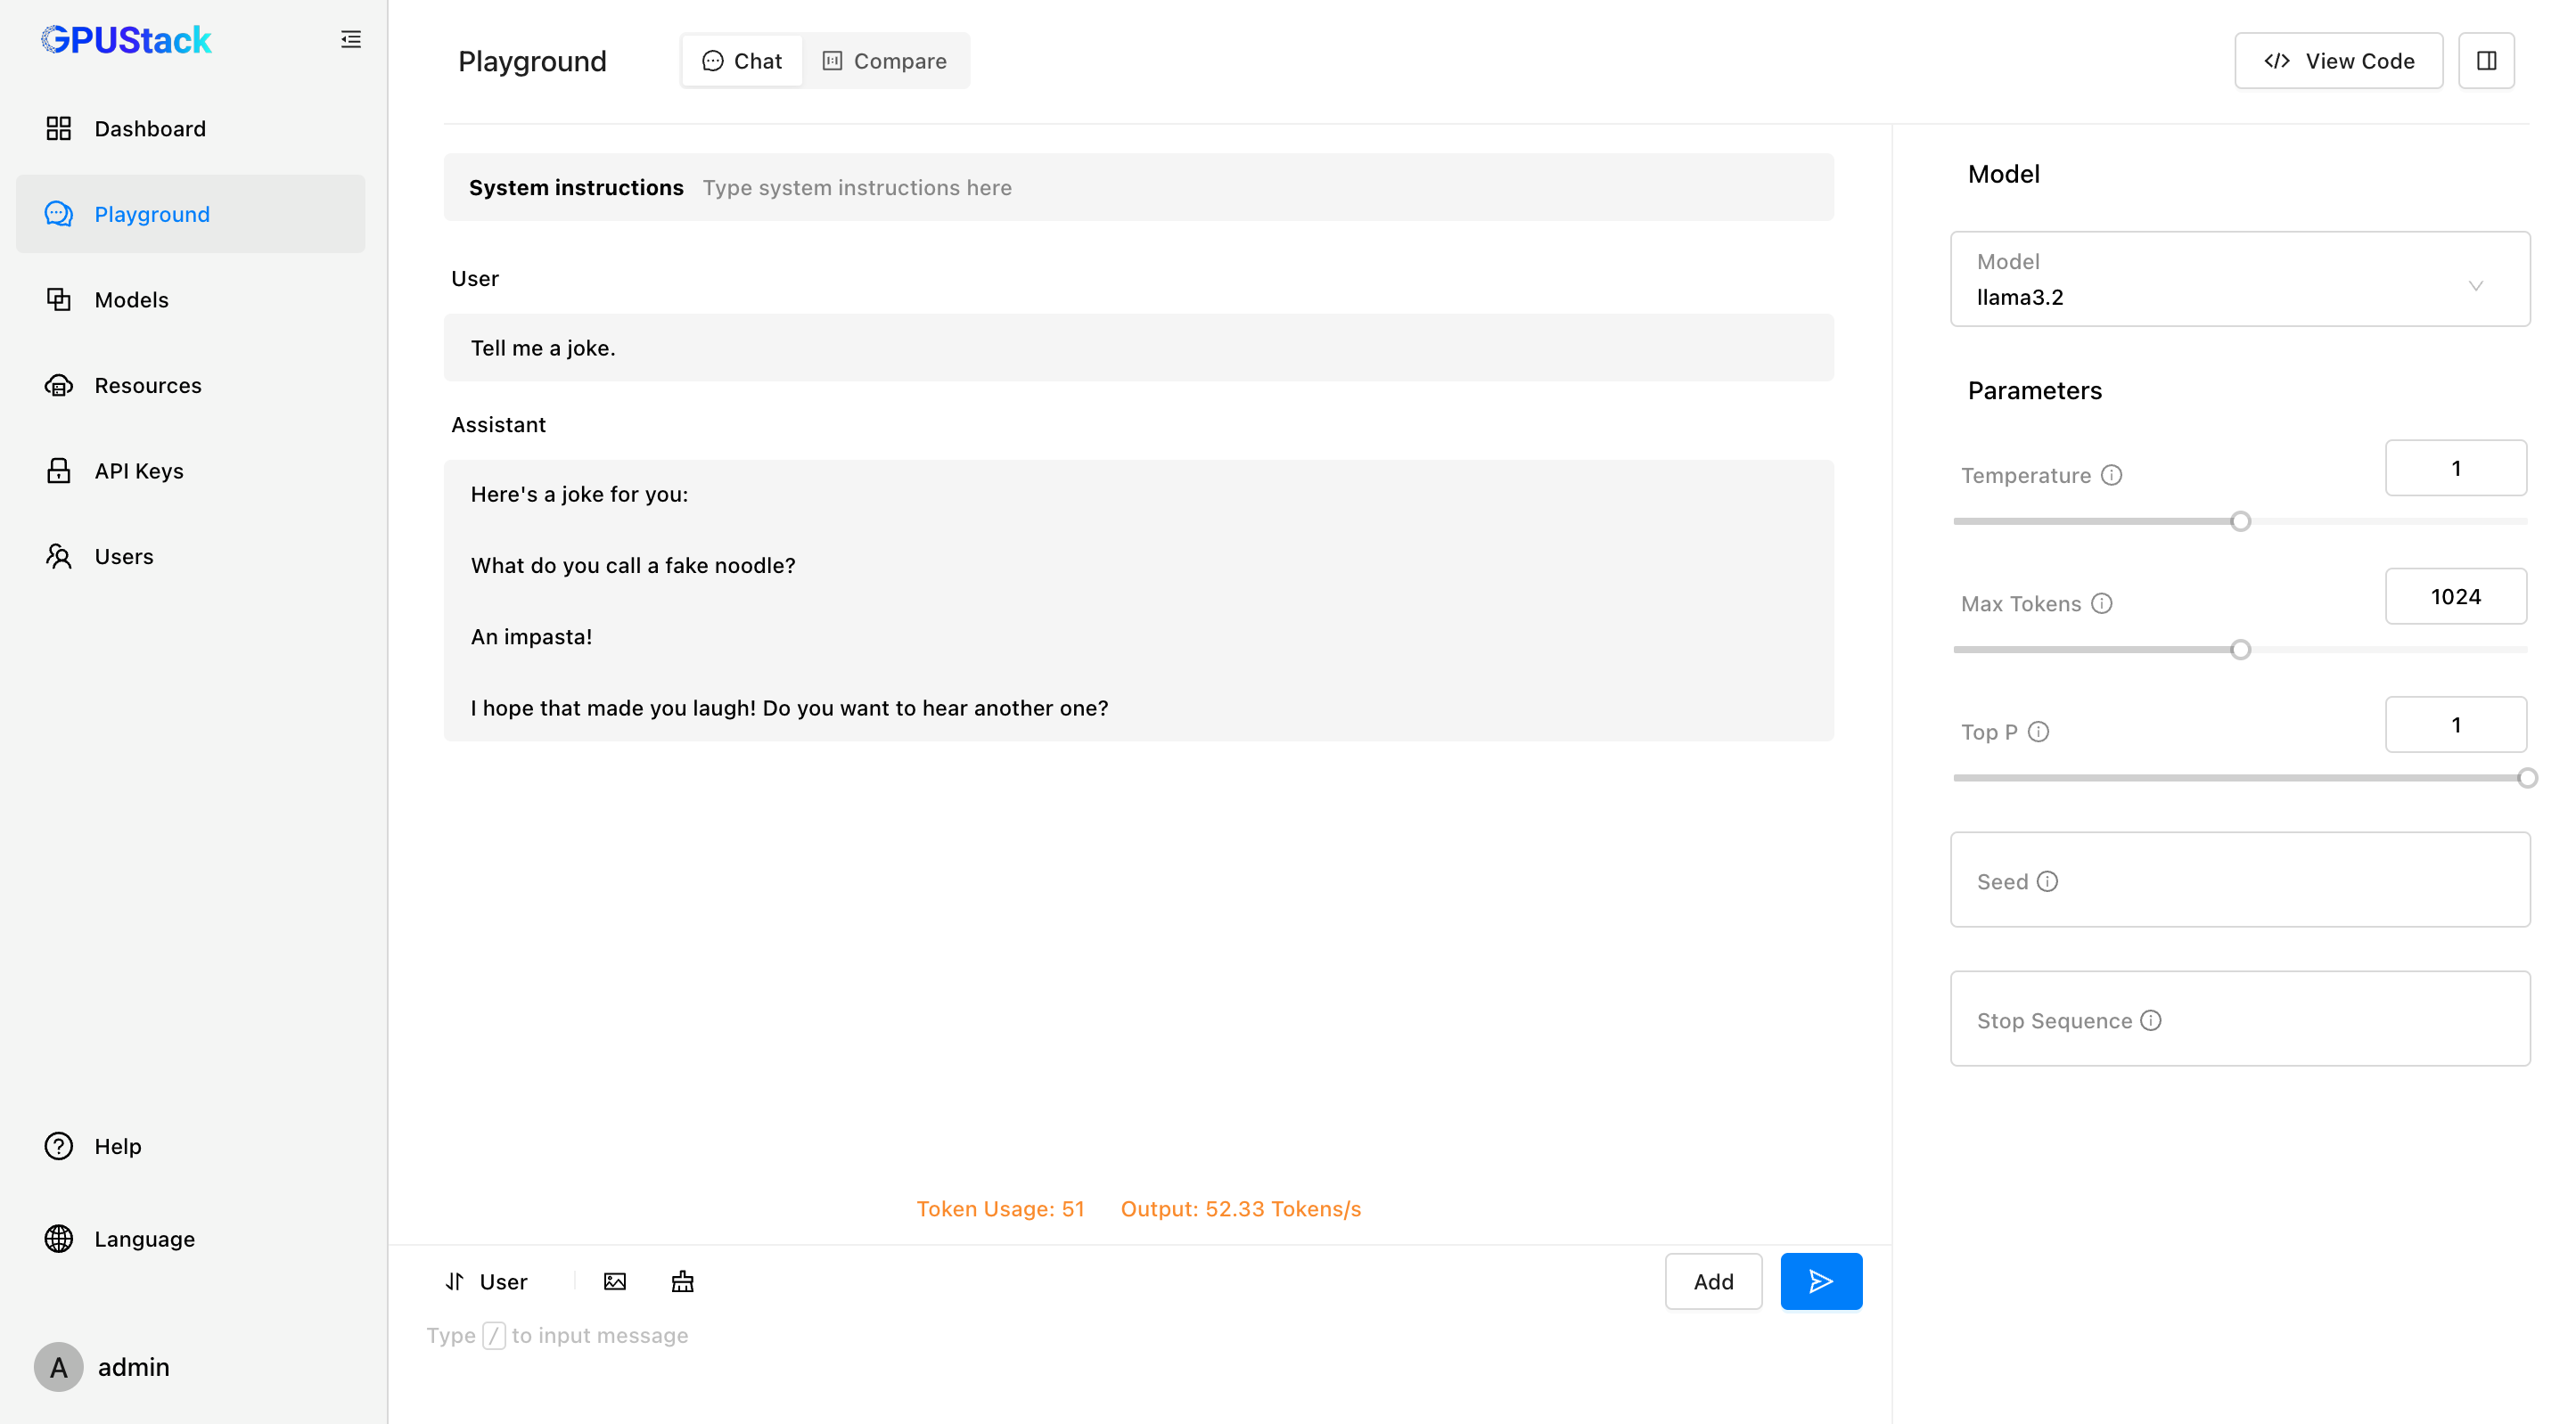 GPUStack
Dashboard
Playground
Models
Resources
API Keys
Users
Help
Language
A admin
Playground
Chat
Compare
</> View Code
System instructions Type system instructions here
User
Tell me a joke.
Assistant
Here's a joke for you:
What do you call a fake noodle?
An impasta!
I hope that made you laugh! Do you want to hear another one?
Token Usage: 51 Output: 52.33 Tokens/s
User
Add
Type / to input message
Model
Model
llama3.2
Parameters
Temperature 1
Max Tokens 1024
Top P 1
Seed
Stop Sequence